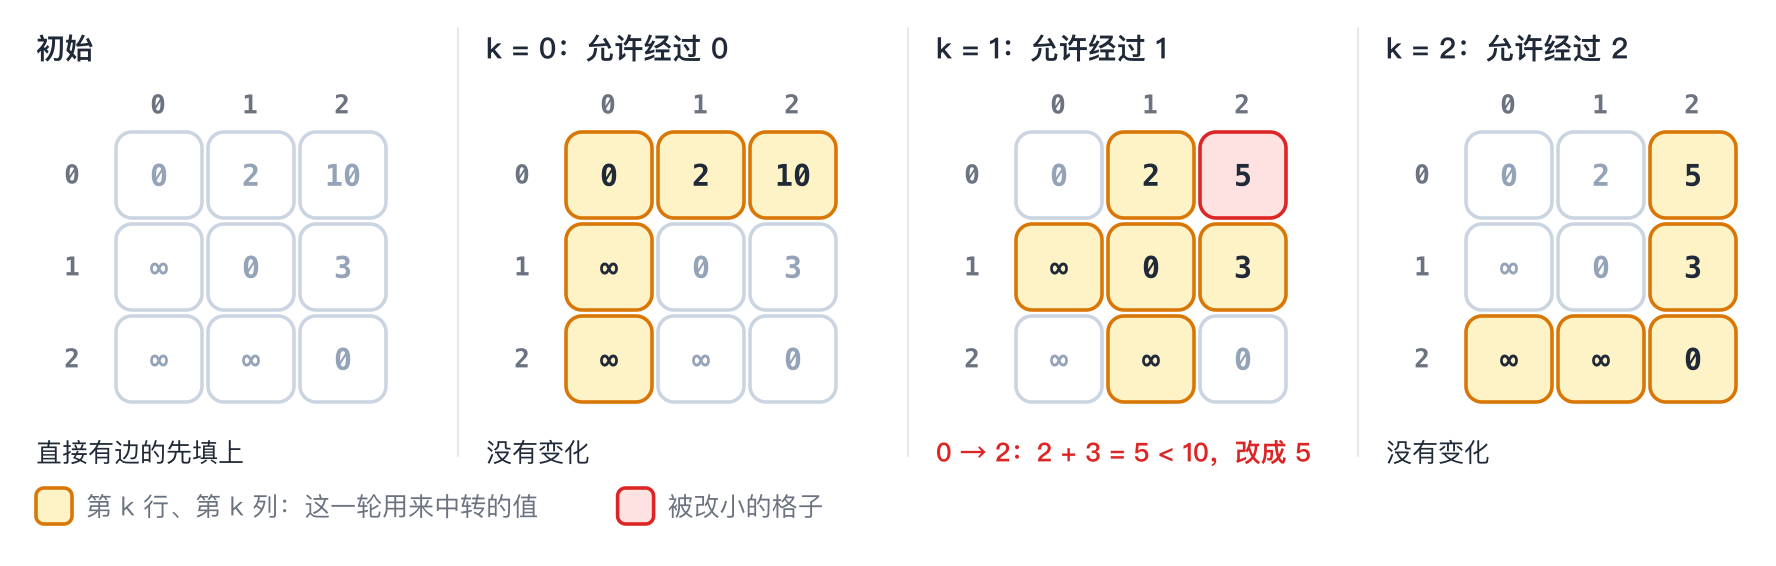 初始
k = 0：允许经过 0
k = 1：允许经过 1
k = 2：允许经过 2
0 1 2
0 1 2
0 1 2
0 1 2
0 0 2 10
0 0 2 10
0 0 2 5
0 0 2 5
1 ∞ 0 3
1 ∞ 0 3
1 ∞ 0 3
1 ∞ 0 3
2 ∞ ∞ 0
2 ∞ ∞ 0
2 ∞ ∞ 0
2 ∞ ∞ 0
直接有边的先填上
没有变化
0 → 2：2 + 3 = 5 < 10，改成 5
没有变化
第 k 行、第 k 列：这一轮用来中转的值
被改小的格子